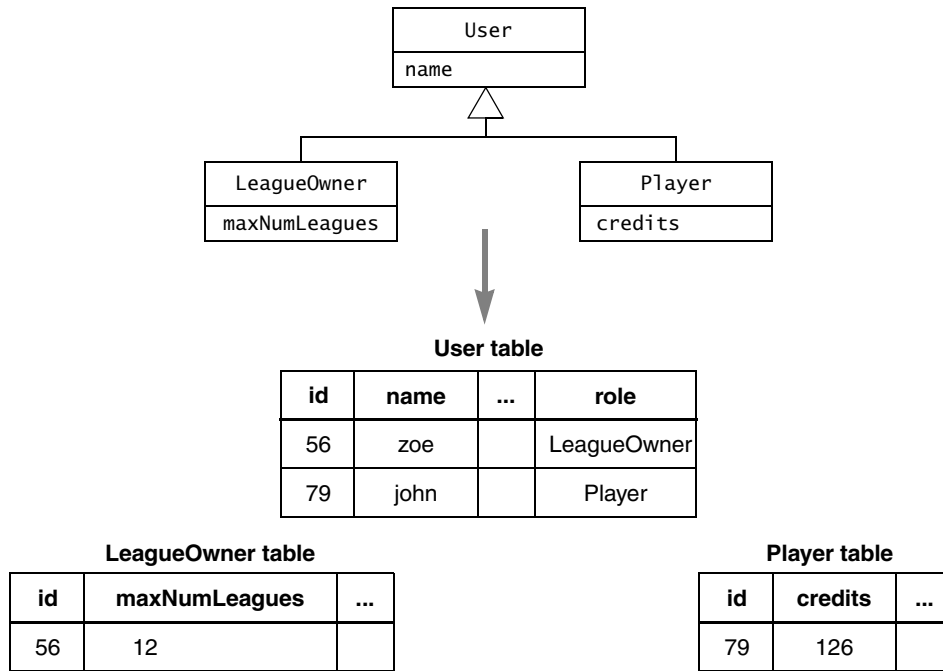 User
name
LeagueOwner
Player
maxNumLeagues
credits
User table
id name ... role
56 zoe LeagueOwner
79 john Player
LeagueOwner table
id maxNumLeagues ...
56 12
Player table
id credits ...
79 126